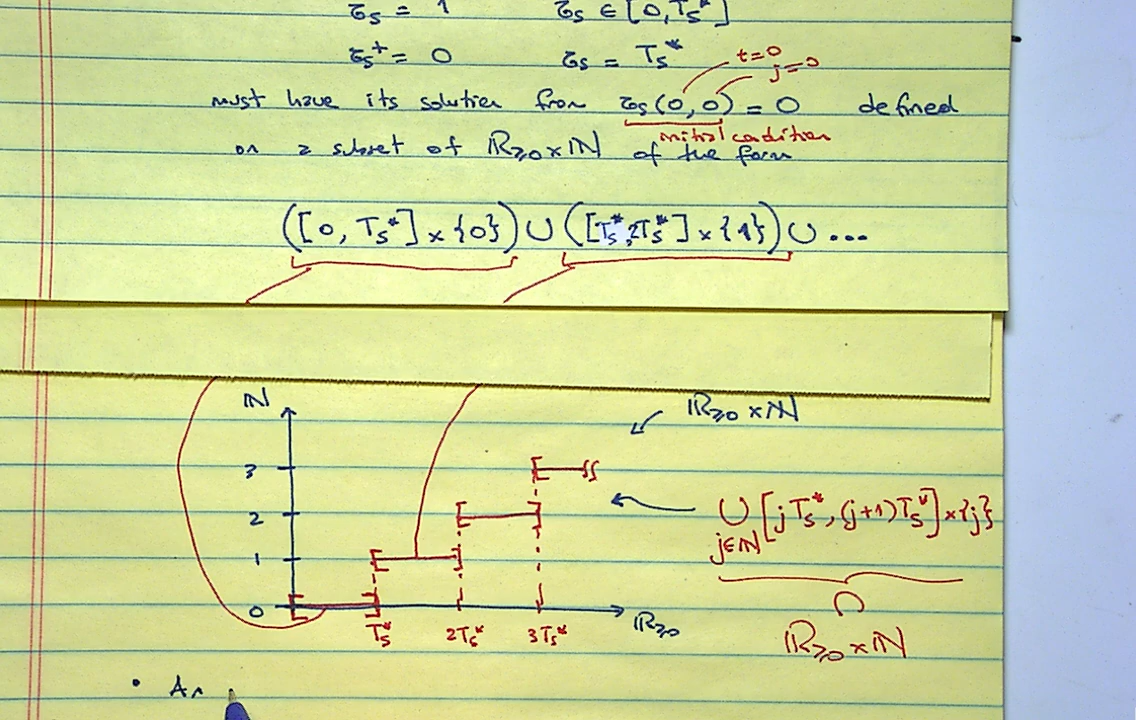 τs = 1 τs ∈ [0, Ts*]
τs⁺ = 0 τs = Ts*
t=0
j=0
must have its solution from τs(0,0) = 0 defined
initial condition
on a subset of ℝ≥0 × ℕ of the form
([0, Ts*] × {0}) ∪ ([Ts*, 2Ts*] × {1}) ∪ ...
ℕ
ℝ≥0 × ℕ
3
2
1
0
∪ [jTs*, (j+1)Ts*] × {j}
j∈ℕ
∩
ℝ≥0 × ℕ
Ts* 2Ts* 3Ts* ℝ≥0
• An